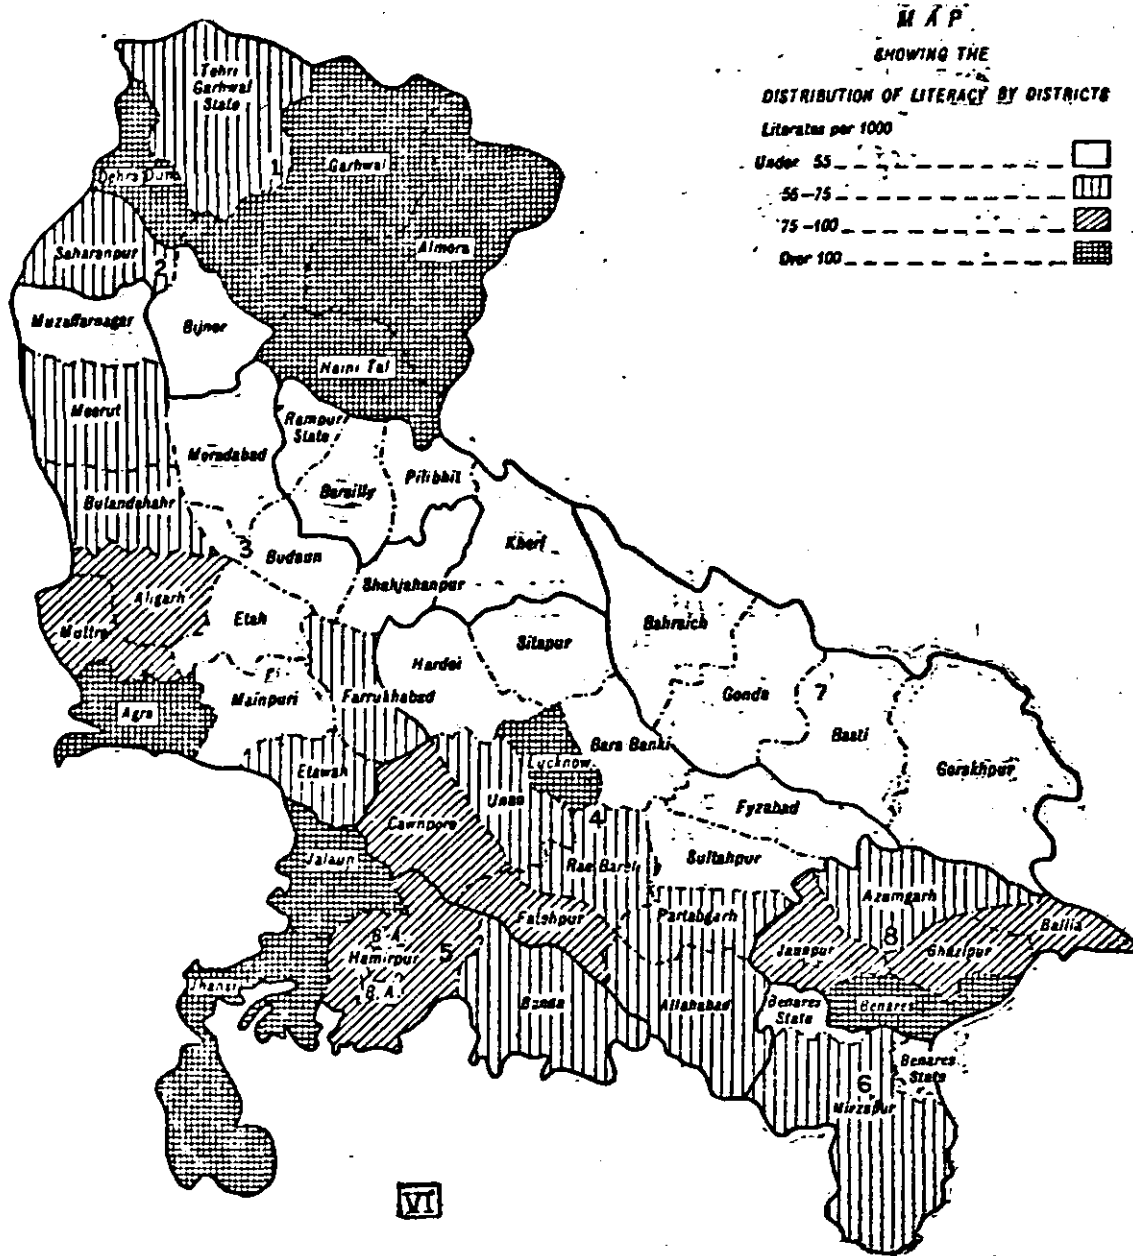 MAP
SHOWING THE
DISTRIBUTION OF LITERACY BY DISTRICTS
Literates per 1000
Under 55
56-75
75-100
Over 100
Tehri
Garhwal
State
1
Garhwal
Dehra Dun
Almora
Saharanpur
2
Muzaffarnagar
Bijnor
Naini Tal
Meerut
Rampur
State
Moradabad
Pilibhit
Bareilly
Bulandshahr
3
Budaun
Kheri
Shahjahanpur
Aligarh
Etah
Muttra
Bahraich
Sitapur
Hardoi
Mainpuri
Farrukhabad
Gonda
7
Agra
Basti
Bara Banki
Gorakhpur
Etawah
Lucknow
Unao
Fyzabad
Cawnpore
4
Jalaun
Rae Bareli
Sultanpur
Azamgarh
Fatehpur
Partabgarh
Ballia
B.A.
Hamirpur
B.A.
5
Jaunpur
8
Ghazipur
Jhansi
Banda
Allahabad
Benares
State
Benares
Benares
State
6
Mirzapur
VI